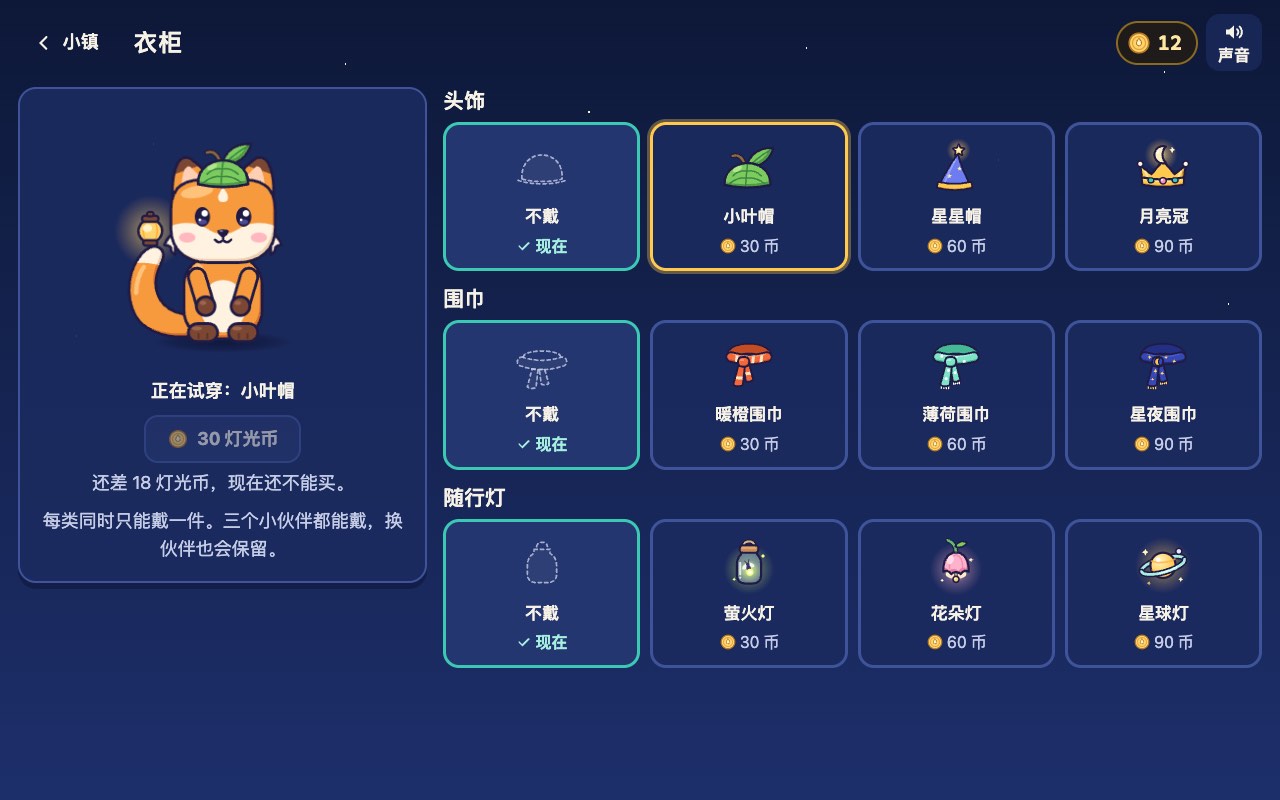 小镇
衣柜
12
声音
正在试穿：小叶帽
30 灯光币
还差 18 灯光币，现在还不能买。
每类同时只能戴一件。三个小伙伴都能戴，换
伙伴也会保留。
头饰
不戴
现在
小叶帽
30 币
星星帽
60 币
月亮冠
90 币
围巾
不戴
现在
暖橙围巾
30 币
薄荷围巾
60 币
星夜围巾
90 币
随行灯
不戴
现在
萤火灯
30 币
花朵灯
60 币
星球灯
90 币